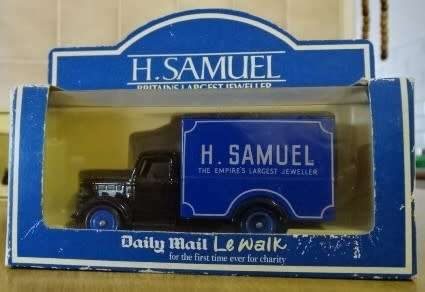 H. SAMUEL
BRITAINS LARGEST JEWELLER
H. SAMUEL
THE EMPIRE'S LARGEST JEWELLER
Daily Mail Le Walk
for the first time ever for charity